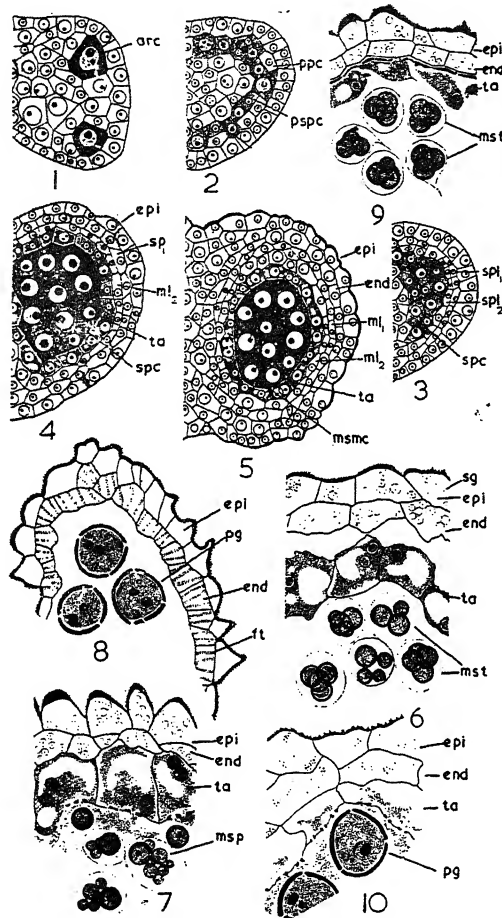 arc
1
ppc
pspc
2
epi
end
ta
mst
9
epi
sp₁
ml₂
ta
spc
4
epi
end
ml₁
ml₂
ta
msmc
5
spl₁
spl₂
spc
3
epi
pg
end
ft
8
sg
epi
end
ta
mst
6
epi
end
ta
msp
7
epi
end
ta
pg
10